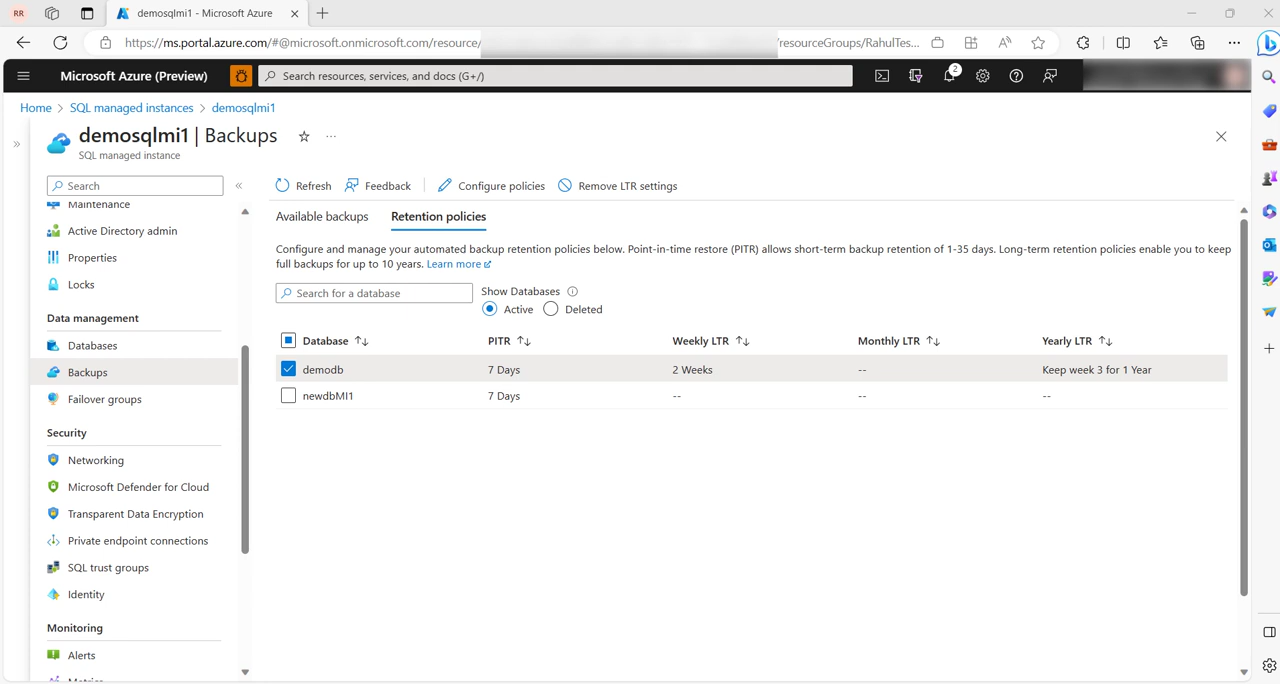 RR
demosqlmi1 - Microsoft Azure
https://ms.portal.azure.com/#@microsoft.onmicrosoft.com/resource/ /resourceGroups/RahulTes...
Microsoft Azure (Preview)
Search resources, services, and docs (G+/)
2
Home > SQL managed instances > demosqlmi1
demosqlmi1 | Backups
SQL managed instance
Search
Refresh
Feedback
Configure policies
Remove LTR settings
Maintenance
Active Directory admin
Properties
Locks
Data management
Databases
Backups
Failover groups
Security
Networking
Microsoft Defender for Cloud
Transparent Data Encryption
Private endpoint connections
SQL trust groups
Identity
Monitoring
Alerts
Metrics
Available backups
Retention policies
Configure and manage your automated backup retention policies below. Point-in-time restore (PITR) allows short-term backup retention of 1-35 days. Long-term retention policies enable you to keep
full backups for up to 10 years. Learn more
Search for a database
Show Databases
Active
Deleted
Database PITR Weekly LTR Monthly LTR Yearly LTR
demodb 7 Days 2 Weeks -- Keep week 3 for 1 Year
newdbMI1 7 Days -- -- --